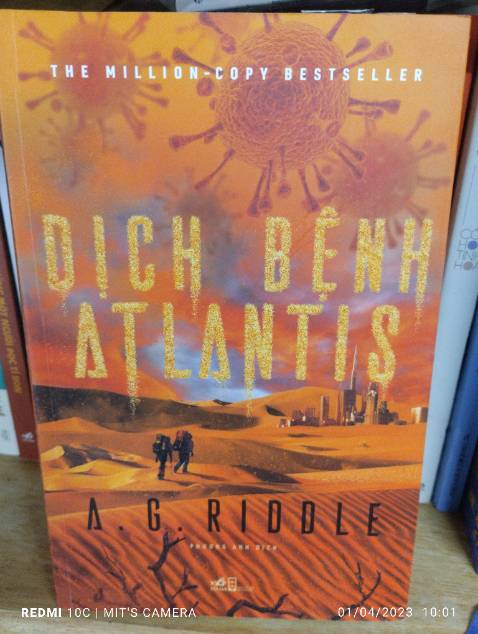 THE MILLION-COPY BESTSELLER
DỊCH BỆNH
ATLANTIS
A.G. RIDDLE
PHƯƠNG ANH DỊCH
REDMI 10C | MIT'S CAMERA
01/04/2023 10:01